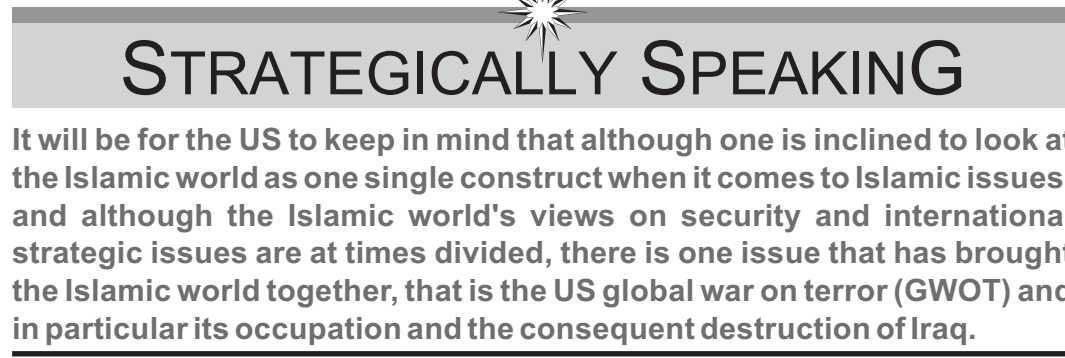 STRATEGICALLY SPEAKING
It will be for the US to keep in mind that although one is inclined to look at
the Islamic world as one single construct when it comes to Islamic issues
and although the Islamic world's views on security and internationa
strategic issues are at times divided, there is one issue that has brought
the Islamic world together, that is the US global war on terror (GWOT) and
in particular its occupation and the consequent destruction of Iraq.